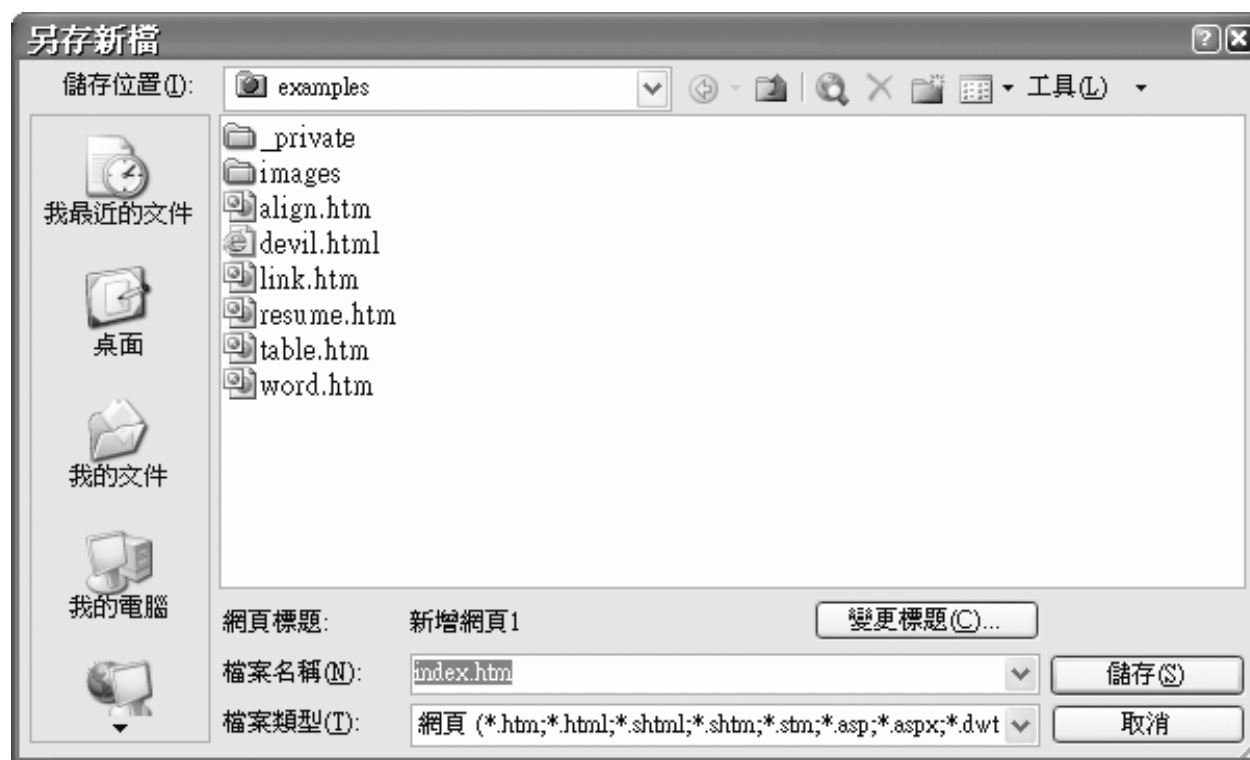 另存新檔
儲存位置(I):
examples
工具(L)
我最近的文件
桌面
我的文件
我的電腦
_private
images
align.htm
devil.html
link.htm
resume.htm
table.htm
word.htm
網頁標題: 新增網頁1 變更標題(C)...
檔案名稱(N): index.htm 儲存(S)
檔案類型(T): 網頁 (*.htm;*.html;*.shtml;*.shtm;*.stm;*.asp;*.aspx;*.dwt 取消